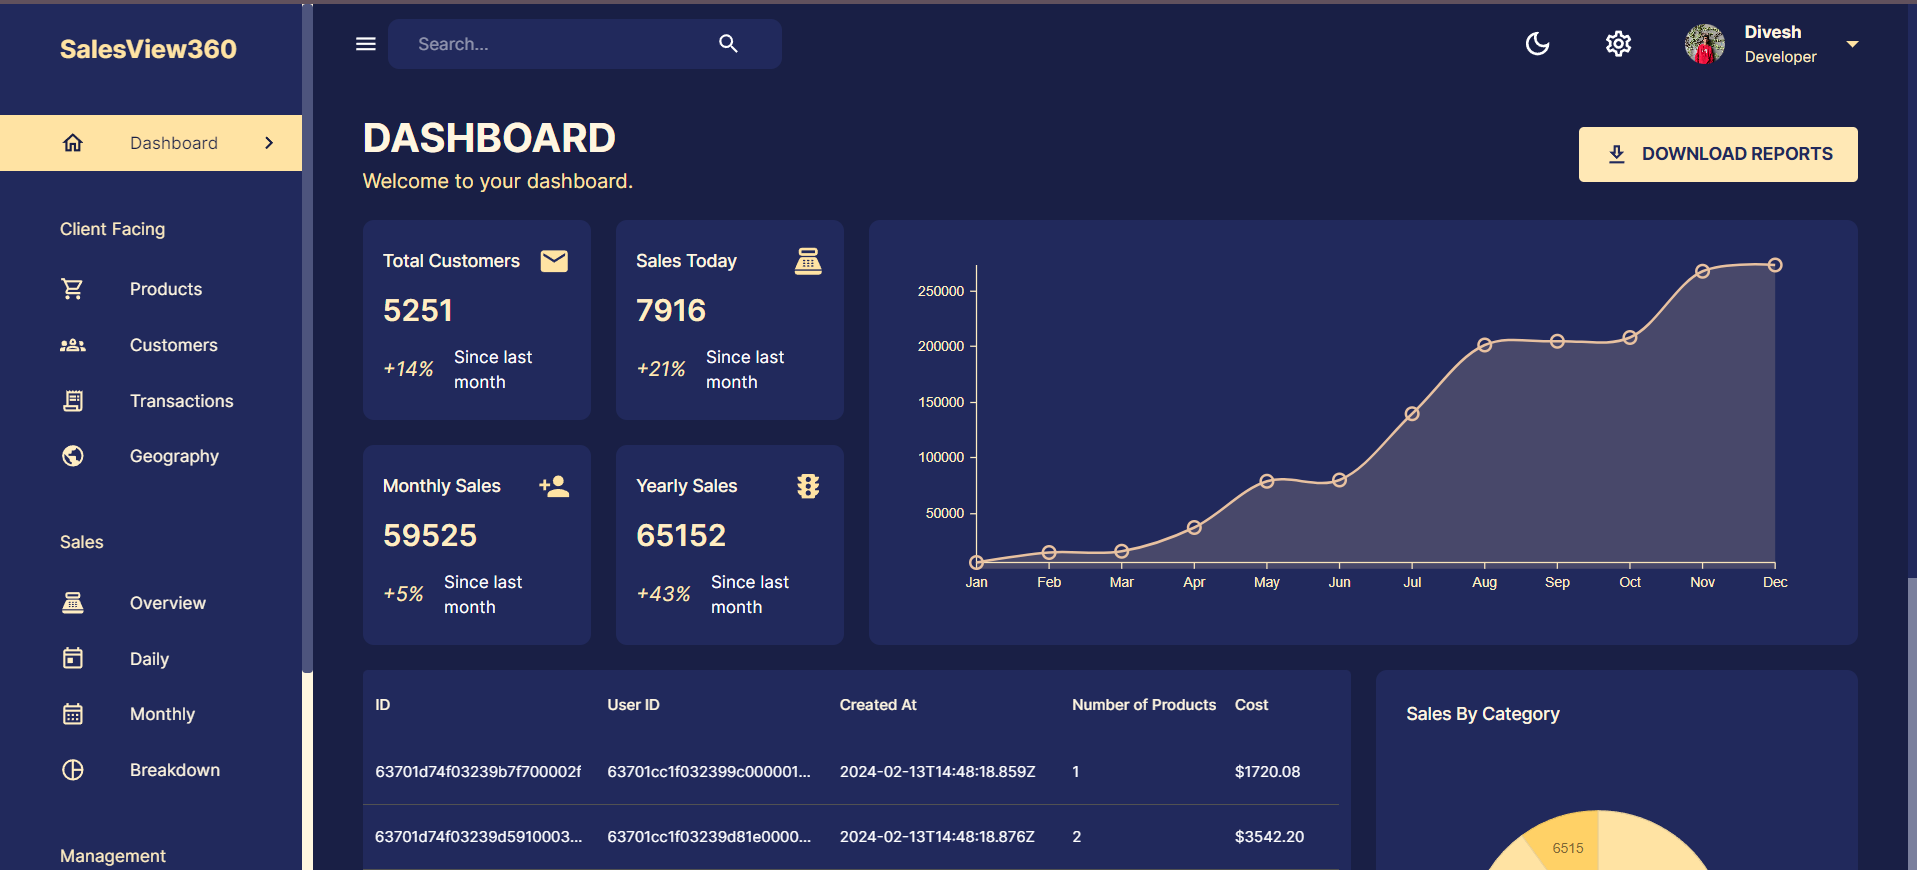 SalesView360
Dashboard
Client Facing
Products
Customers
Transactions
Geography
Sales
Overview
Daily
Monthly
Breakdown
Management
Search...
Divesh
Developer
DASHBOARD
Welcome to your dashboard.
DOWNLOAD REPORTS
Total Customers
5251
+14% Since last
month
Sales Today
7916
+21% Since last
month
Monthly Sales
59525
+5% Since last
month
Yearly Sales
65152
+43% Since last
month
250000
200000
150000
100000
50000
Jan Feb Mar Apr May Jun Jul Aug Sep Oct Nov Dec
ID User ID Created At Number of Products Cost
63701d74f03239b7f700002f 63701cc1f032399c000001... 2024-02-13T14:48:18.859Z 1 $1720.08
63701d74f03239d5910003... 63701cc1f03239d81e0000... 2024-02-13T14:48:18.876Z 2 $3542.20
Sales By Category
6515